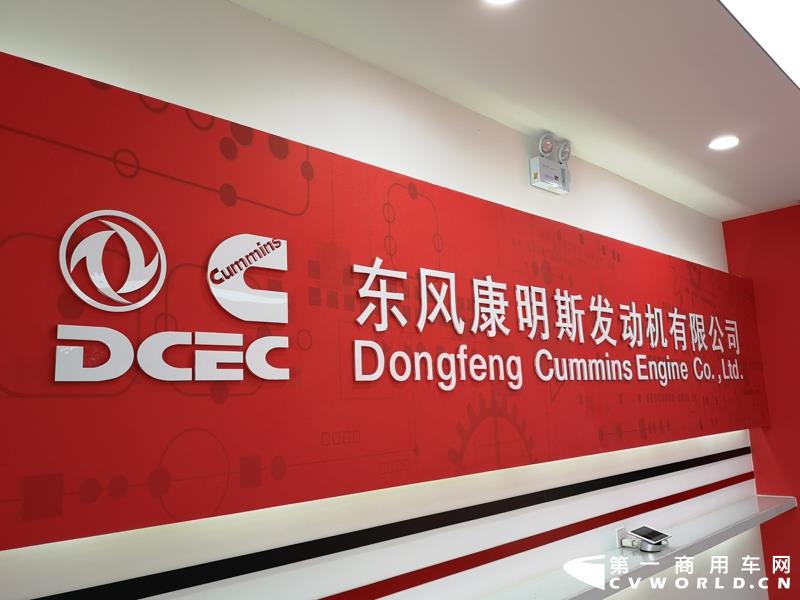 Cummins
DCEC
东风康明斯发动机有限公司
Dongfeng Cummins Engine Co.,Ltd.
第一商用车网
CVWORLD.CN